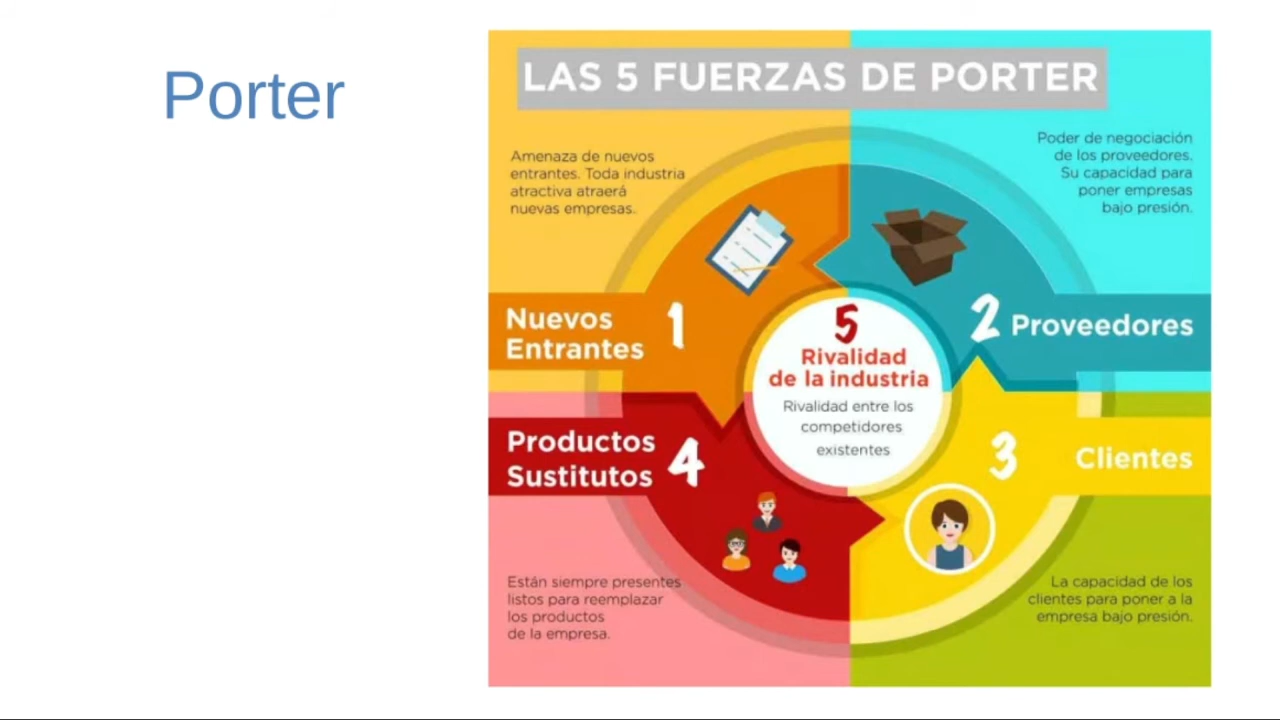 Porter
LAS 5 FUERZAS DE PORTER
Amenaza de nuevos
entrantes. Toda industria
atractiva atraerá
nuevas empresas.
Poder de negociación
de los proveedores.
Su capacidad para
poner empresas
bajo presión.
Nuevos
Entrantes
1
2
Proveedores
5
Rivalidad
de la industria
Rivalidad entre los
competidores
existentes
Productos
Sustitutos
4
3
Clientes
Están siempre presentes
listos para reemplazar
los productos
de la empresa.
La capacidad de los
clientes para poner a la
empresa bajo presión.